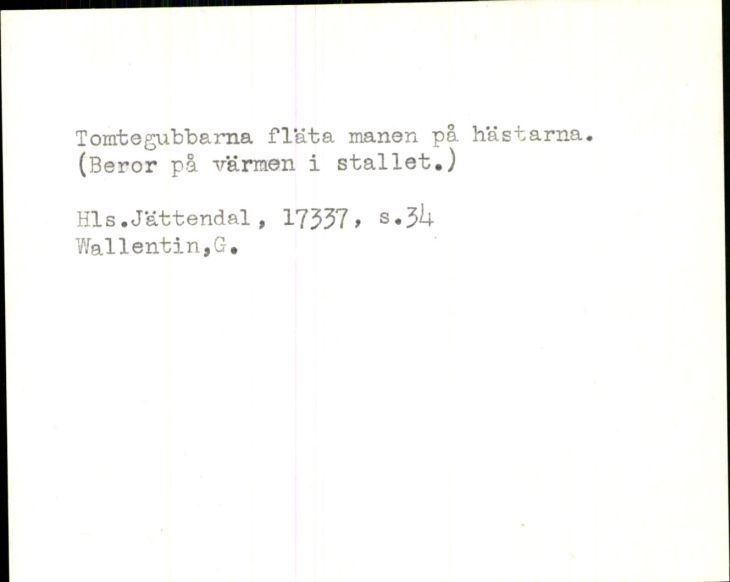 Tomtegubbarna fläta manen på hästarna.
(Beror på värmen i stallet.)
Hls.Jättendal, 17337, s.34
Wallentin,G.